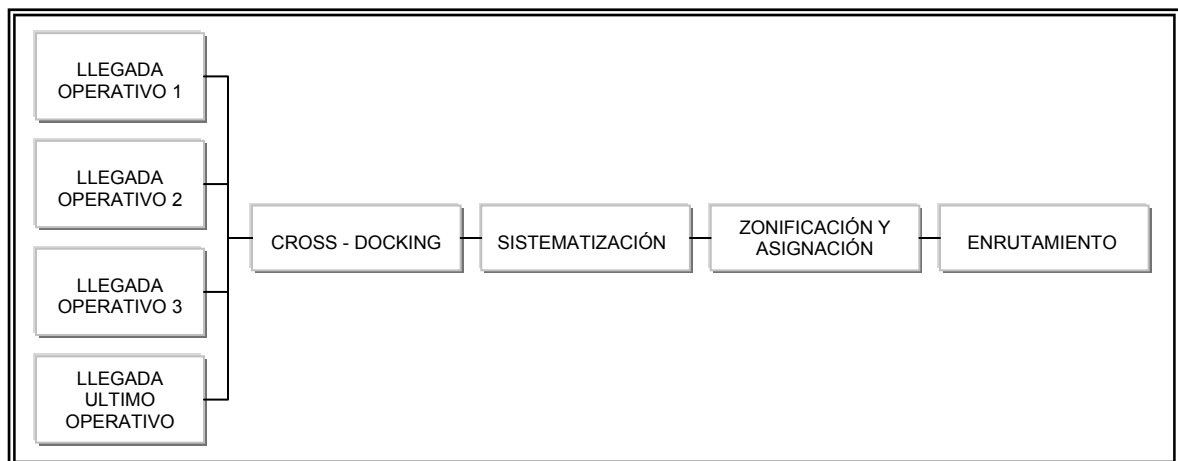 LLEGADA
OPERATIVO 1
LLEGADA
OPERATIVO 2
LLEGADA
OPERATIVO 3
LLEGADA
ULTIMO
OPERATIVO
CROSS - DOCKING
SISTEMATIZACIÓN
ZONIFICACIÓN Y
ASIGNACIÓN
ENRUTAMIENTO